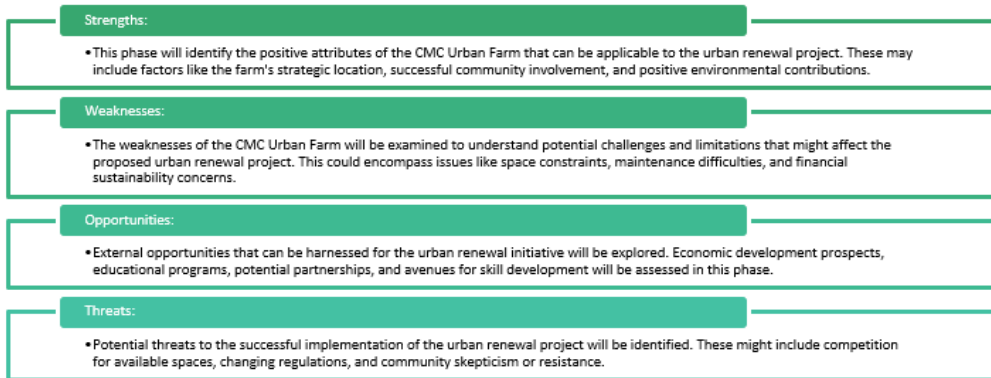 Strengths:
•This phase will identify the positive attributes of the CMC Urban Farm that can be applicable to the urban renewal project. These may
include factors like the farm's strategic location, successful community involvement, and positive environmental contributions.
Weaknesses:
•The weaknesses of the CMC Urban Farm will be examined to understand potential challenges and limitations that might affect the
proposed urban renewal project. This could encompass issues like space constraints, maintenance difficulties, and financial
sustainability concerns.
Opportunities:
•External opportunities that can be harnessed for the urban renewal initiative will be explored. Economic development prospects,
educational programs, potential partnerships, and avenues for skill development will be assessed in this phase.
Threats:
•Potential threats to the successful implementation of the urban renewal project will be identified. These might include competition
for available spaces, changing regulations, and community skepticism or resistance.